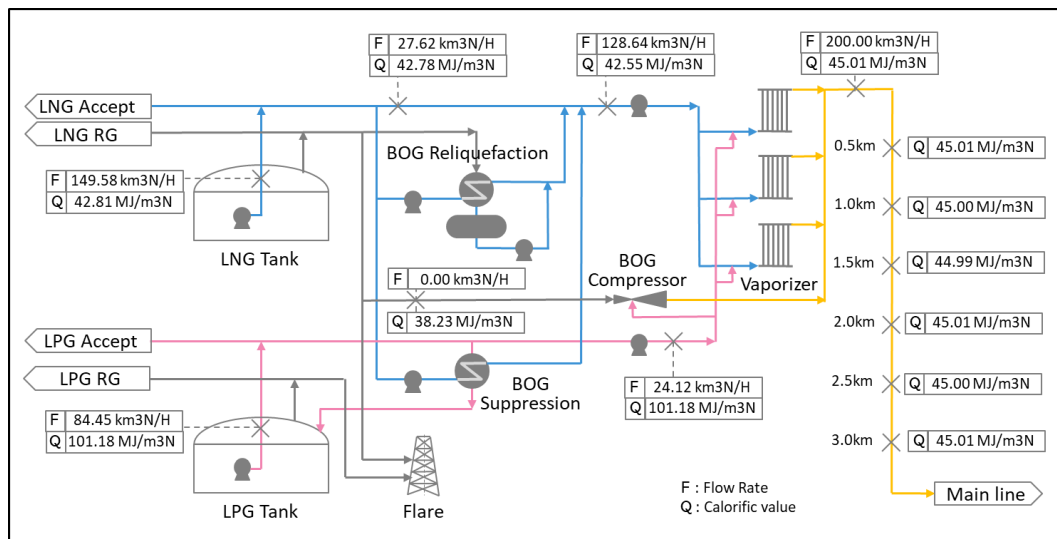 F 27.62 km3N/H
Q 42.78 MJ/m3N
F 128.64 km3N/H
Q 42.55 MJ/m3N
F 200.00 km3N/H
Q 45.01 MJ/m3N
LNG Accept
LNG RG
BOG Reliquefaction
0.5km
Q 45.01 MJ/m3N
F 149.58 km3N/H
Q 42.81 MJ/m3N
1.0km
Q 45.00 MJ/m3N
LNG Tank
BOG
Compressor
Vaporizer
1.5km
Q 44.99 MJ/m3N
F 0.00 km3N/H
Q 38.23 MJ/m3N
2.0km
Q 45.01 MJ/m3N
LPG Accept
LPG RG
BOG
Suppression
F 24.12 km3N/H
Q 101.18 MJ/m3N
2.5km
Q 45.00 MJ/m3N
F 84.45 km3N/H
Q 101.18 MJ/m3N
3.0km
Q 45.01 MJ/m3N
LPG Tank
Flare
F : Flow Rate
Q : Calorific value
Main line